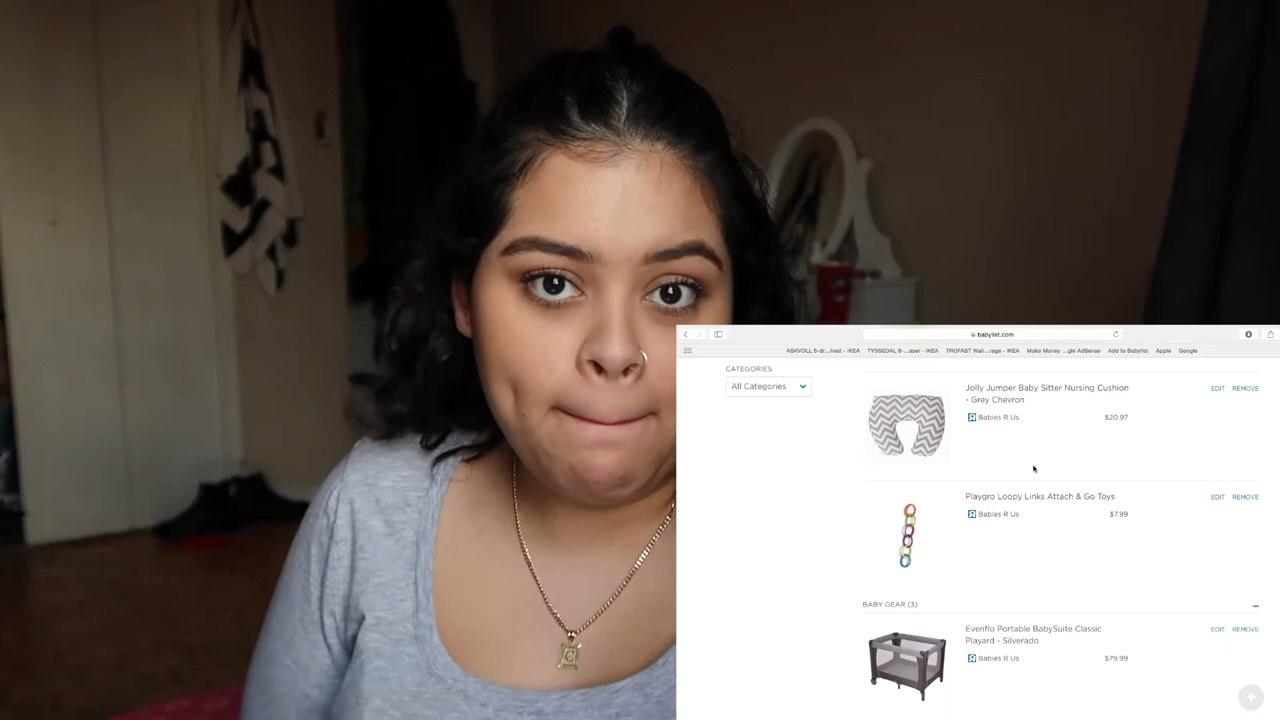 babylist.com
ASKVOLL 5-dr...hest - IKEA TYSSEDAL 6-...sser - IKEA TROFAST Wall...rage - IKEA Make Money ...gle AdSense Add to Babylist Apple Google
CATEGORIES
All Categories
Jolly Jumper Baby Sitter Nursing Cushion
- Grey Chevron
EDIT REMOVE
Babies R Us $20.97
Playgro Loopy Links Attach & Go Toys
EDIT REMOVE
Babies R Us $7.99
BABY GEAR (3)
Evenflo Portable BabySuite Classic
Playard - Silverado
EDIT REMOVE
Babies R Us $79.99